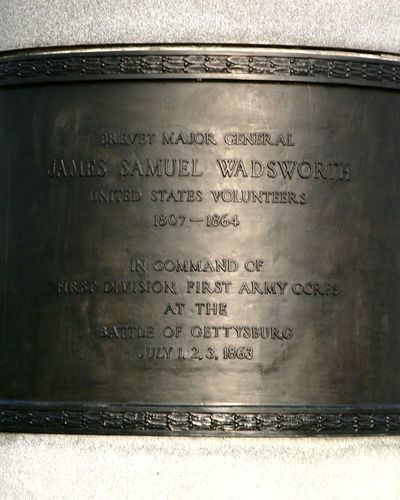 BREVET MAJOR GENERAL
JAMES SAMUEL WADSWORTH
UNITED STATES VOLUNTEERS
1807–1864
IN COMMAND OF
FIRST DIVISION FIRST ARMY CORPS
AT THE
BATTLE OF GETTYSBURG
JULY 1, 2, 3, 1863